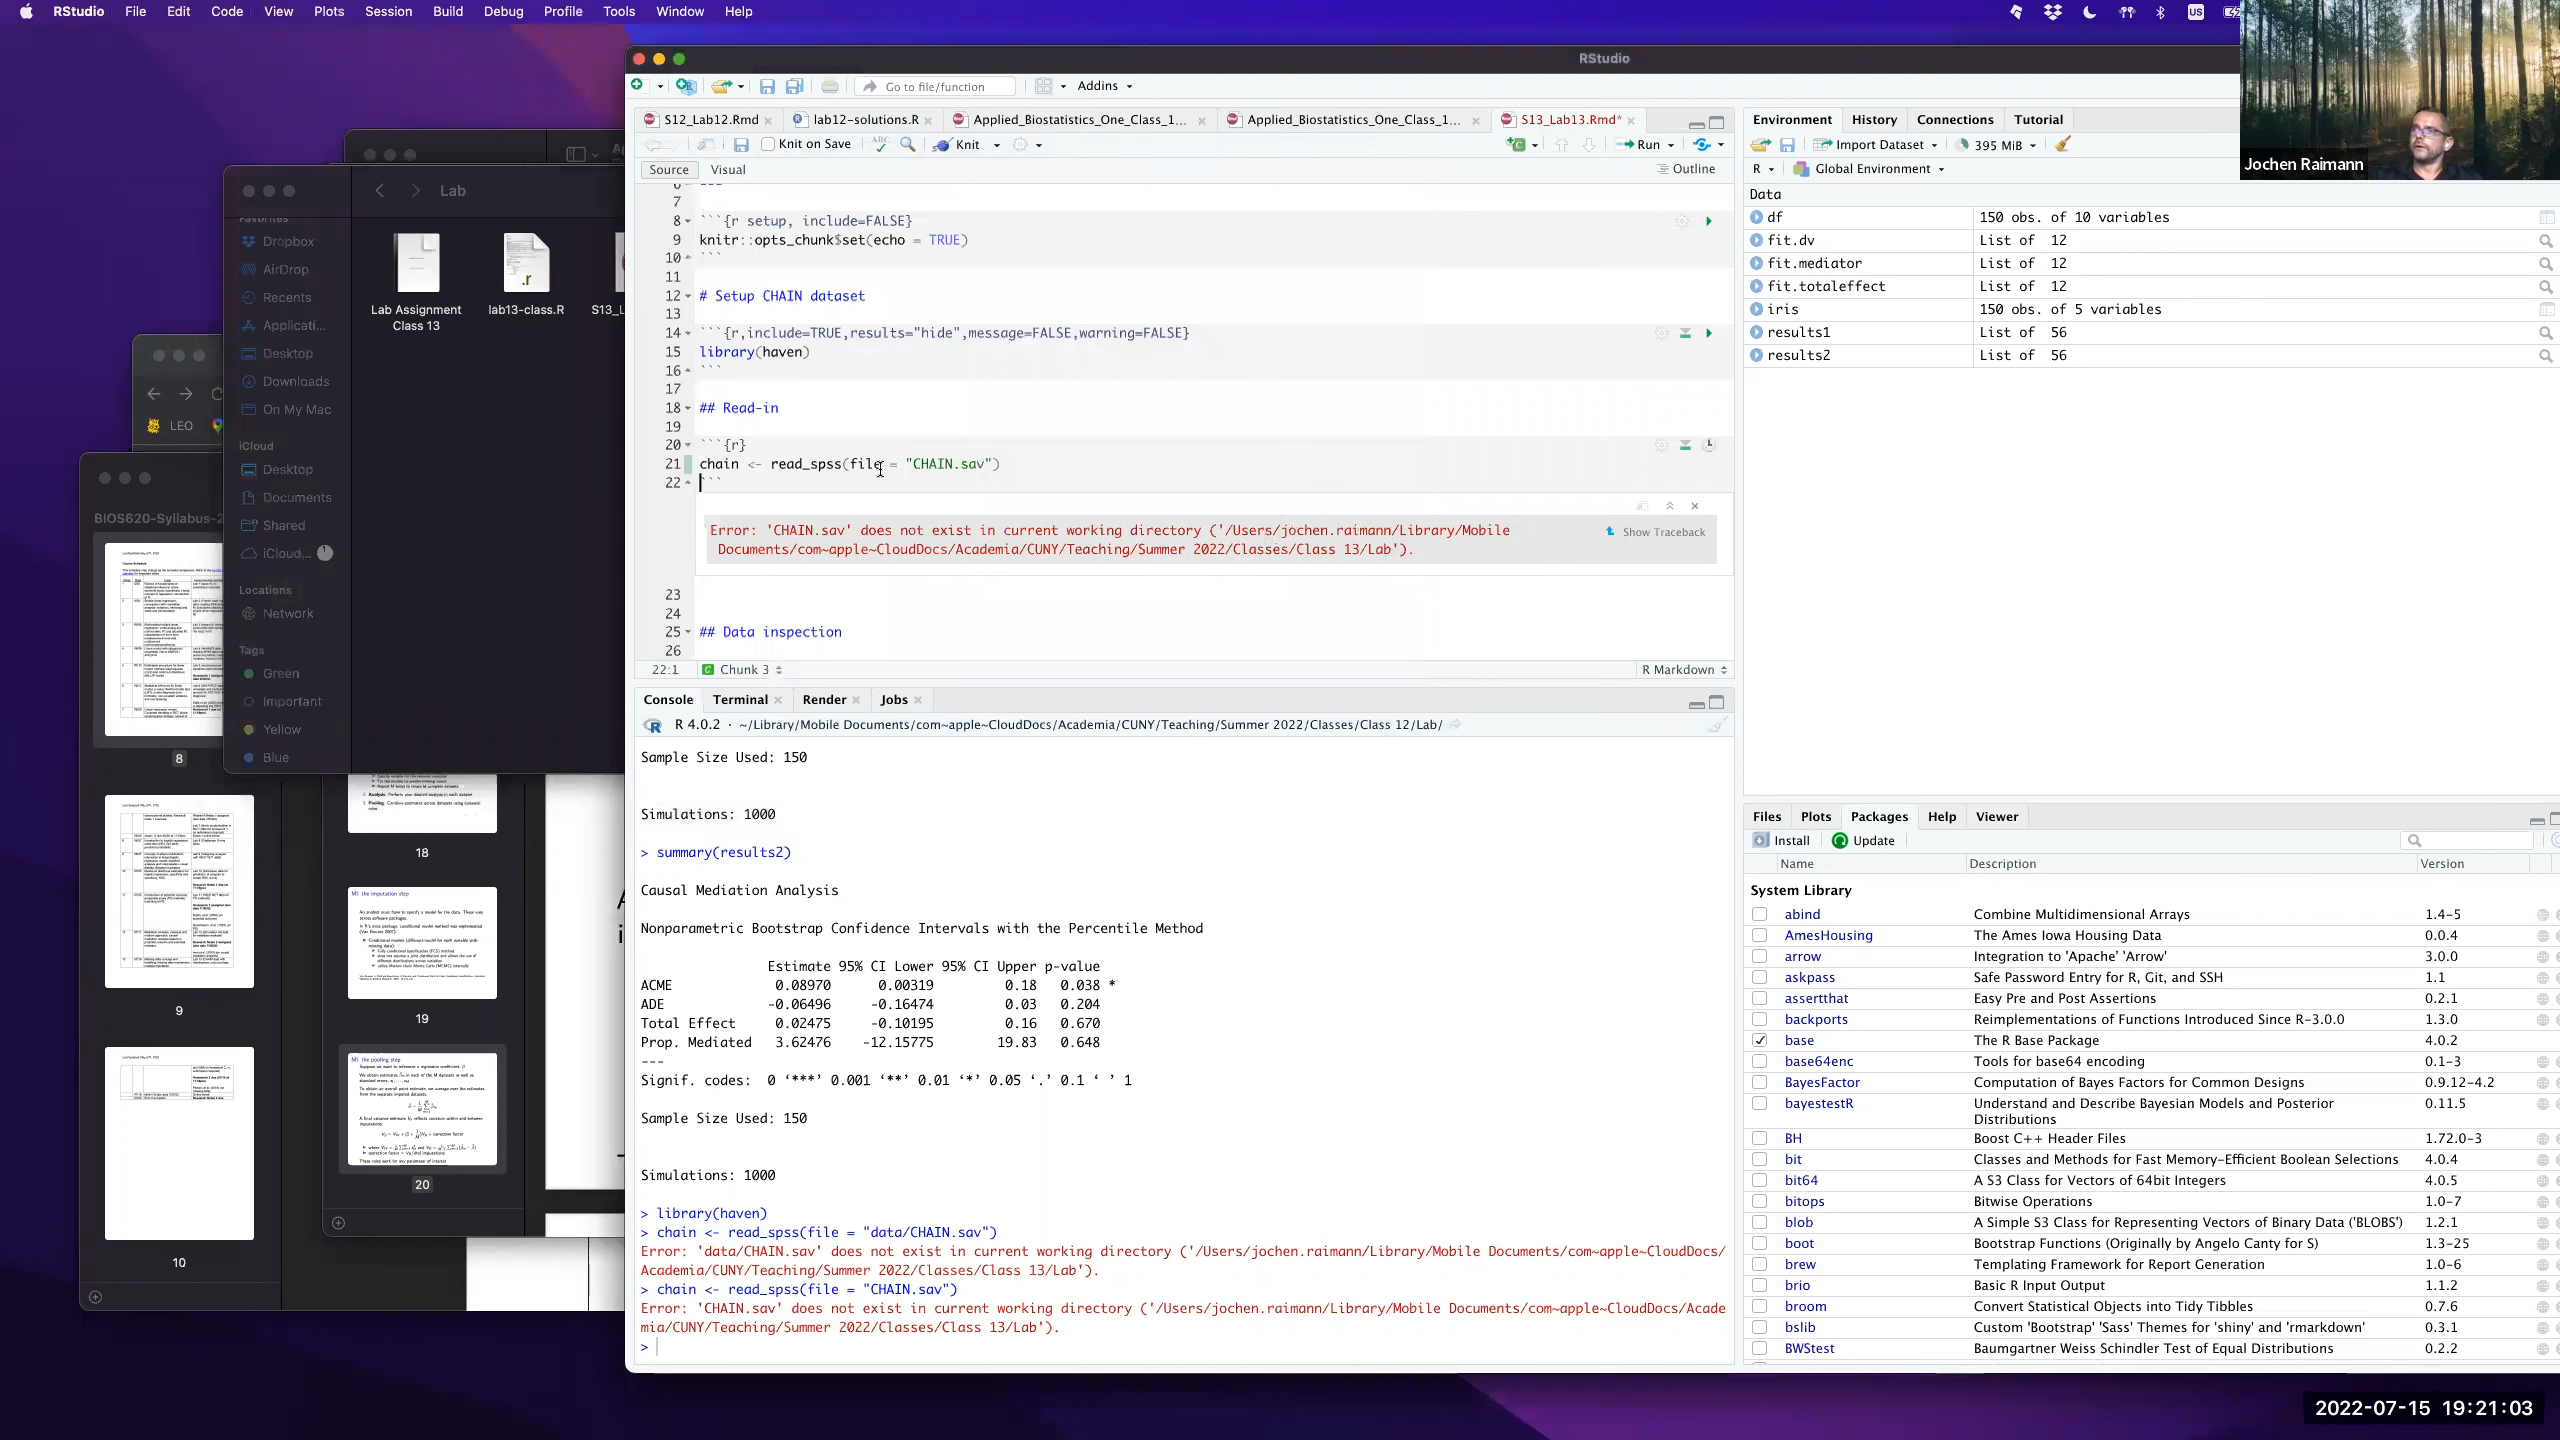 RStudio File Edit Code View Plots Session Build Debug Profile Tools Window Help
US
RStudio
Go to file/function
Addins
S12_Lab12.Rmd
lab12-solutions.R
Applied_Biostatistics_One_Class_1...
Applied_Biostatistics_One_Class_1...
S13_Lab13.Rmd*
Knit on Save
ABC
Knit
Run
Source
Visual
Outline
6 ---
7
8 ```{r setup, include=FALSE}
9 knitr::opts_chunk$set(echo = TRUE)
10 ```
11
12 # Setup CHAIN dataset
13
14 ```{r,include=TRUE,results="hide",message=FALSE,warning=FALSE}
15 library(haven)
16 ```
17
18 ## Read-in
19
20 ```{r}
21 chain <- read_spss(file = "CHAIN.sav")
22 ```
Error: 'CHAIN.sav' does not exist in current working directory ('/Users/jochen.raimann/Library/Mobile
Documents/com~apple~CloudDocs/Academia/CUNY/Teaching/Summer 2022/Classes/Class 13/Lab').
Show Traceback
23
24
25 ## Data inspection
26
22:1
Chunk 3
R Markdown
Console
Terminal
Render
Jobs
R 4.0.2 · ~/Library/Mobile Documents/com~apple~CloudDocs/Academia/CUNY/Teaching/Summer 2022/Classes/Class 12/Lab/
Sample Size Used: 150
Simulations: 1000
> summary(results2)
Causal Mediation Analysis
Nonparametric Bootstrap Confidence Intervals with the Percentile Method
Estimate 95% CI Lower 95% CI Upper p-value
ACME 0.08970 0.00319 0.18 0.038 *
ADE -0.06496 -0.16474 0.03 0.204
Total Effect 0.02475 -0.10195 0.16 0.670
Prop. Mediated 3.62476 -12.15775 19.83 0.648
---
Signif. codes: 0 ‘***’ 0.001 ‘**’ 0.01 ‘*’ 0.05 ‘.’ 0.1 ‘ ’ 1
Sample Size Used: 150
Simulations: 1000
> library(haven)
> chain <- read_spss(file = "data/CHAIN.sav")
Error: 'data/CHAIN.sav' does not exist in current working directory ('/Users/jochen.raimann/Library/Mobile Documents/com~apple~CloudDocs/
Academia/CUNY/Teaching/Summer 2022/Classes/Class 13/Lab').
> chain <- read_spss(file = "CHAIN.sav")
Error: 'CHAIN.sav' does not exist in current working directory ('/Users/jochen.raimann/Library/Mobile Documents/com~apple~CloudDocs/Acade
mia/CUNY/Teaching/Summer 2022/Classes/Class 13/Lab').
>
Environment
History
Connections
Tutorial
Import Dataset
395 MiB
R
Global Environment
Data
df 150 obs. of 10 variables
fit.dv List of 12
fit.mediator List of 12
fit.totaleffect List of 12
iris 150 obs. of 5 variables
results1 List of 56
results2 List of 56
Jochen Raimann
Files
Plots
Packages
Help
Viewer
Install
Update
Name Description Version
System Library
abind Combine Multidimensional Arrays 1.4-5
AmesHousing The Ames Iowa Housing Data 0.0.4
arrow Integration to 'Apache' 'Arrow' 3.0.0
askpass Safe Password Entry for R, Git, and SSH 1.1
assertthat Easy Pre and Post Assertions 0.2.1
backports Reimplementations of Functions Introduced Since R-3.0.0 1.3.0
base The R Base Package 4.0.2
base64enc Tools for base64 encoding 0.1-3
BayesFactor Computation of Bayes Factors for Common Designs 0.9.12-4.2
bayestestR Understand and Describe Bayesian Models and Posterior 0.11.5
Distributions
BH Boost C++ Header Files 1.72.0-3
bit Classes and Methods for Fast Memory-Efficient Boolean Selections 4.0.4
bit64 A S3 Class for Vectors of 64bit Integers 4.0.5
bitops Bitwise Operations 1.0-7
blob A Simple S3 Class for Representing Vectors of Binary Data ('BLOBS') 1.2.1
boot Bootstrap Functions (Originally by Angelo Canty for S) 1.3-25
brew Templating Framework for Report Generation 1.0-6
brio Basic R Input Output 1.1.2
broom Convert Statistical Objects into Tidy Tibbles 0.7.6
bslib Custom 'Bootstrap' 'Sass' Themes for 'shiny' and 'rmarkdown' 0.3.1
BWStest Baumgartner Weiss Schindler Test of Equal Distributions 0.2.2
Lab
Favorites
Dropbox
AirDrop
Recents
Applicati...
Desktop
Downloads
On My Mac
iCloud
Desktop
Documents
Shared
iCloud...
Locations
Network
Tags
Green
Important
Yellow
Blue
Lab Assignment
Class 13
.r
lab13-class.R
S13_L
LEO
BIOS620-Syllabus-2
8
9
10
18
MI: the imputation step
19
MI: the pooling step
20
2022-07-15 19:21:03